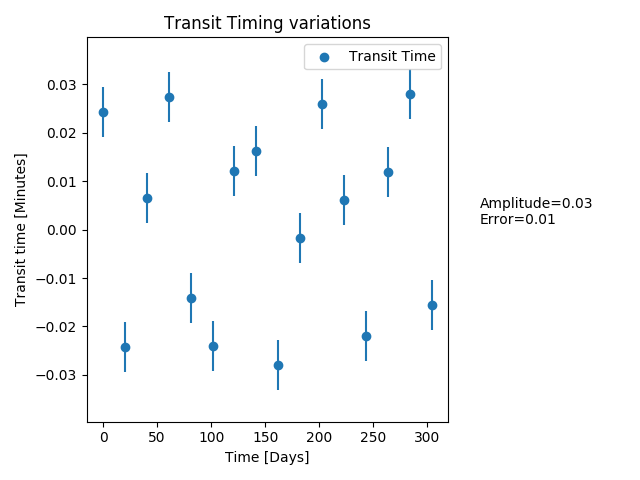 Transit Timing variations
Transit Time
Transit time [Minutes]
0.03
0.02
0.01
0.00
−0.01
−0.02
−0.03
0 50 100 150 200 250 300
Time [Days]
Amplitude=0.03
Error=0.01